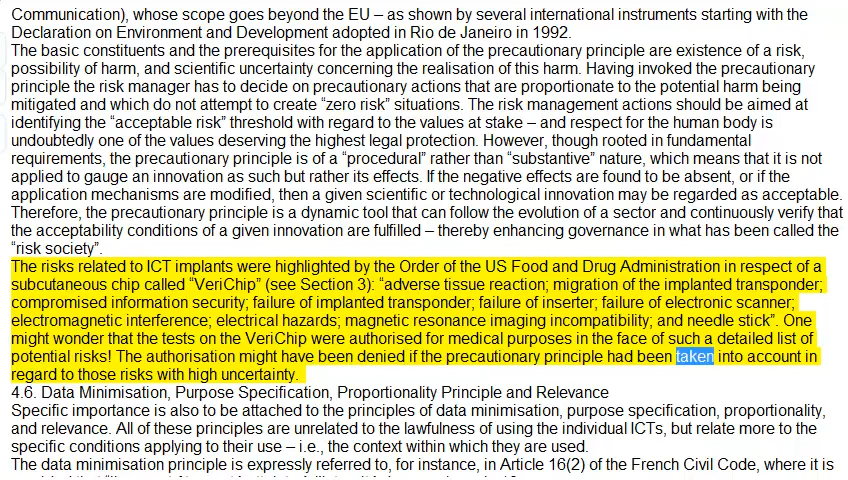 Communication), whose scope goes beyond the EU – as shown by several international instruments starting with the
Declaration on Environment and Development adopted in Rio de Janeiro in 1992.
The basic constituents and the prerequisites for the application of the precautionary principle are existence of a risk,
possibility of harm, and scientific uncertainty concerning the realisation of this harm. Having invoked the precautionary
principle the risk manager has to decide on precautionary actions that are proportionate to the potential harm being
mitigated and which do not attempt to create “zero risk” situations. The risk management actions should be aimed at
identifying the “acceptable risk” threshold with regard to the values at stake – and respect for the human body is
undoubtedly one of the values deserving the highest legal protection. However, though rooted in fundamental
requirements, the precautionary principle is of a “procedural” rather than “substantive” nature, which means that it is not
applied to gauge an innovation as such but rather its effects. If the negative effects are found to be absent, or if the
application mechanisms are modified, then a given scientific or technological innovation may be regarded as acceptable.
Therefore, the precautionary principle is a dynamic tool that can follow the evolution of a sector and continuously verify that
the acceptability conditions of a given innovation are fulfilled – thereby enhancing governance in what has been called the
“risk society”.
The risks related to ICT implants were highlighted by the Order of the US Food and Drug Administration in respect of a
subcutaneous chip called “VeriChip” (see Section 3): “adverse tissue reaction; migration of the implanted transponder;
compromised information security; failure of implanted transponder; failure of inserter; failure of electronic scanner;
electromagnetic interference; electrical hazards; magnetic resonance imaging incompatibility; and needle stick”. One
might wonder that the tests on the VeriChip were authorised for medical purposes in the face of such a detailed list of
potential risks! The authorisation might have been denied if the precautionary principle had been taken into account in
regard to those risks with high uncertainty.
4.6. Data Minimisation, Purpose Specification, Proportionality Principle and Relevance
Specific importance is also to be attached to the principles of data minimisation, purpose specification, proportionality,
and relevance. All of these principles are unrelated to the lawfulness of using the individual ICTs, but relate more to the
specific conditions applying to their use – i.e., the context within which they are used.
The data minimisation principle is expressly referred to, for instance, in Article 16(2) of the French Civil Code, where it is